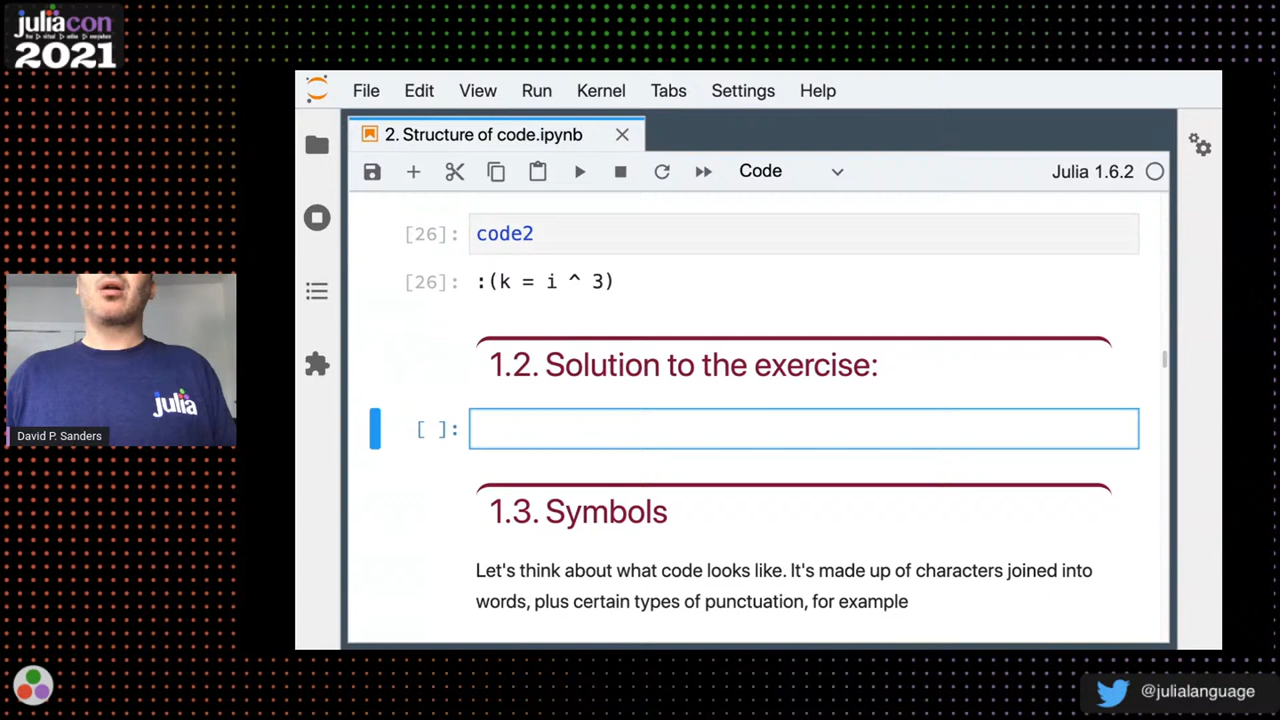 juliacon
2021
File Edit View Run Kernel Tabs Settings Help
2. Structure of code.ipynb
Code
Julia 1.6.2
[26]: code2
[26]: :(k = i ^ 3)
1.2. Solution to the exercise:
[ ]:
1.3. Symbols
Let's think about what code looks like. It's made up of characters joined into
words, plus certain types of punctuation, for example
julia
David P. Sanders
@julialanguage